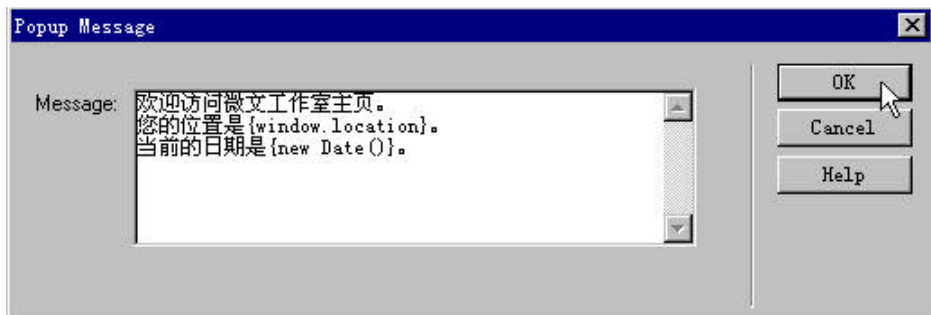 Popup Message
Message:
欢迎访问微文工作室主页。
您的位置是{window.location}。
当前的日期是{new Date()}。
OK
Cancel
Help